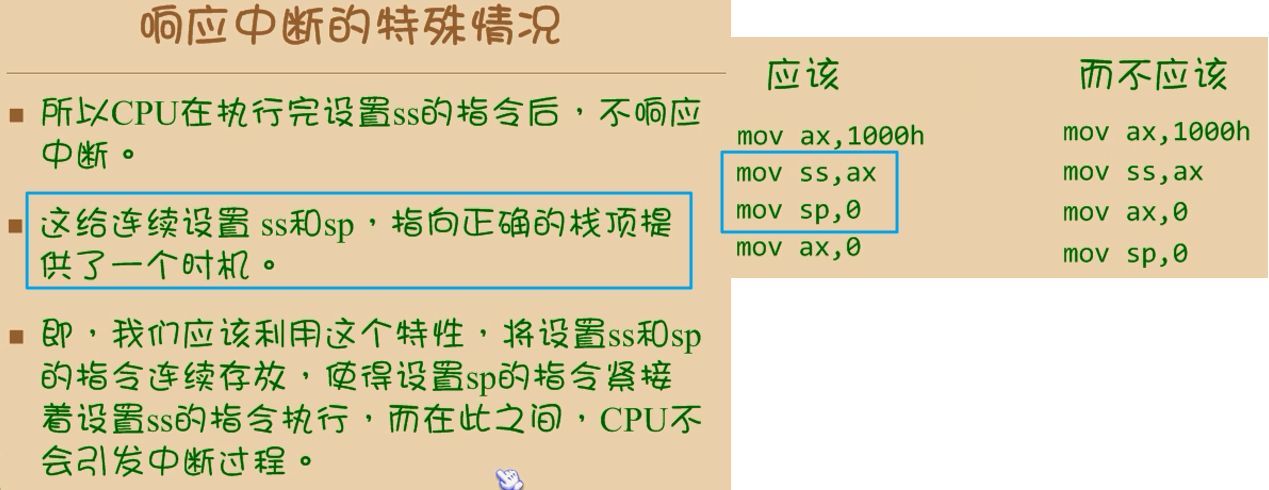 响应中断的特殊情况
■ 所以CPU在执行完设置ss的指令后，不响应
中断。
■ 这给连续设置 ss和sp，指向正确的栈顶提
供了一个时机。
■ 即，我们应该利用这个特性，将设置ss和sp
的指令连续存放，使得设置sp的指令紧接
着设置ss的指令执行，而在此之间，CPU不
会引发中断过程。
应该
mov ax,1000h
mov ss,ax
mov sp,0
mov ax,0
而不应该
mov ax,1000h
mov ss,ax
mov ax,0
mov sp,0